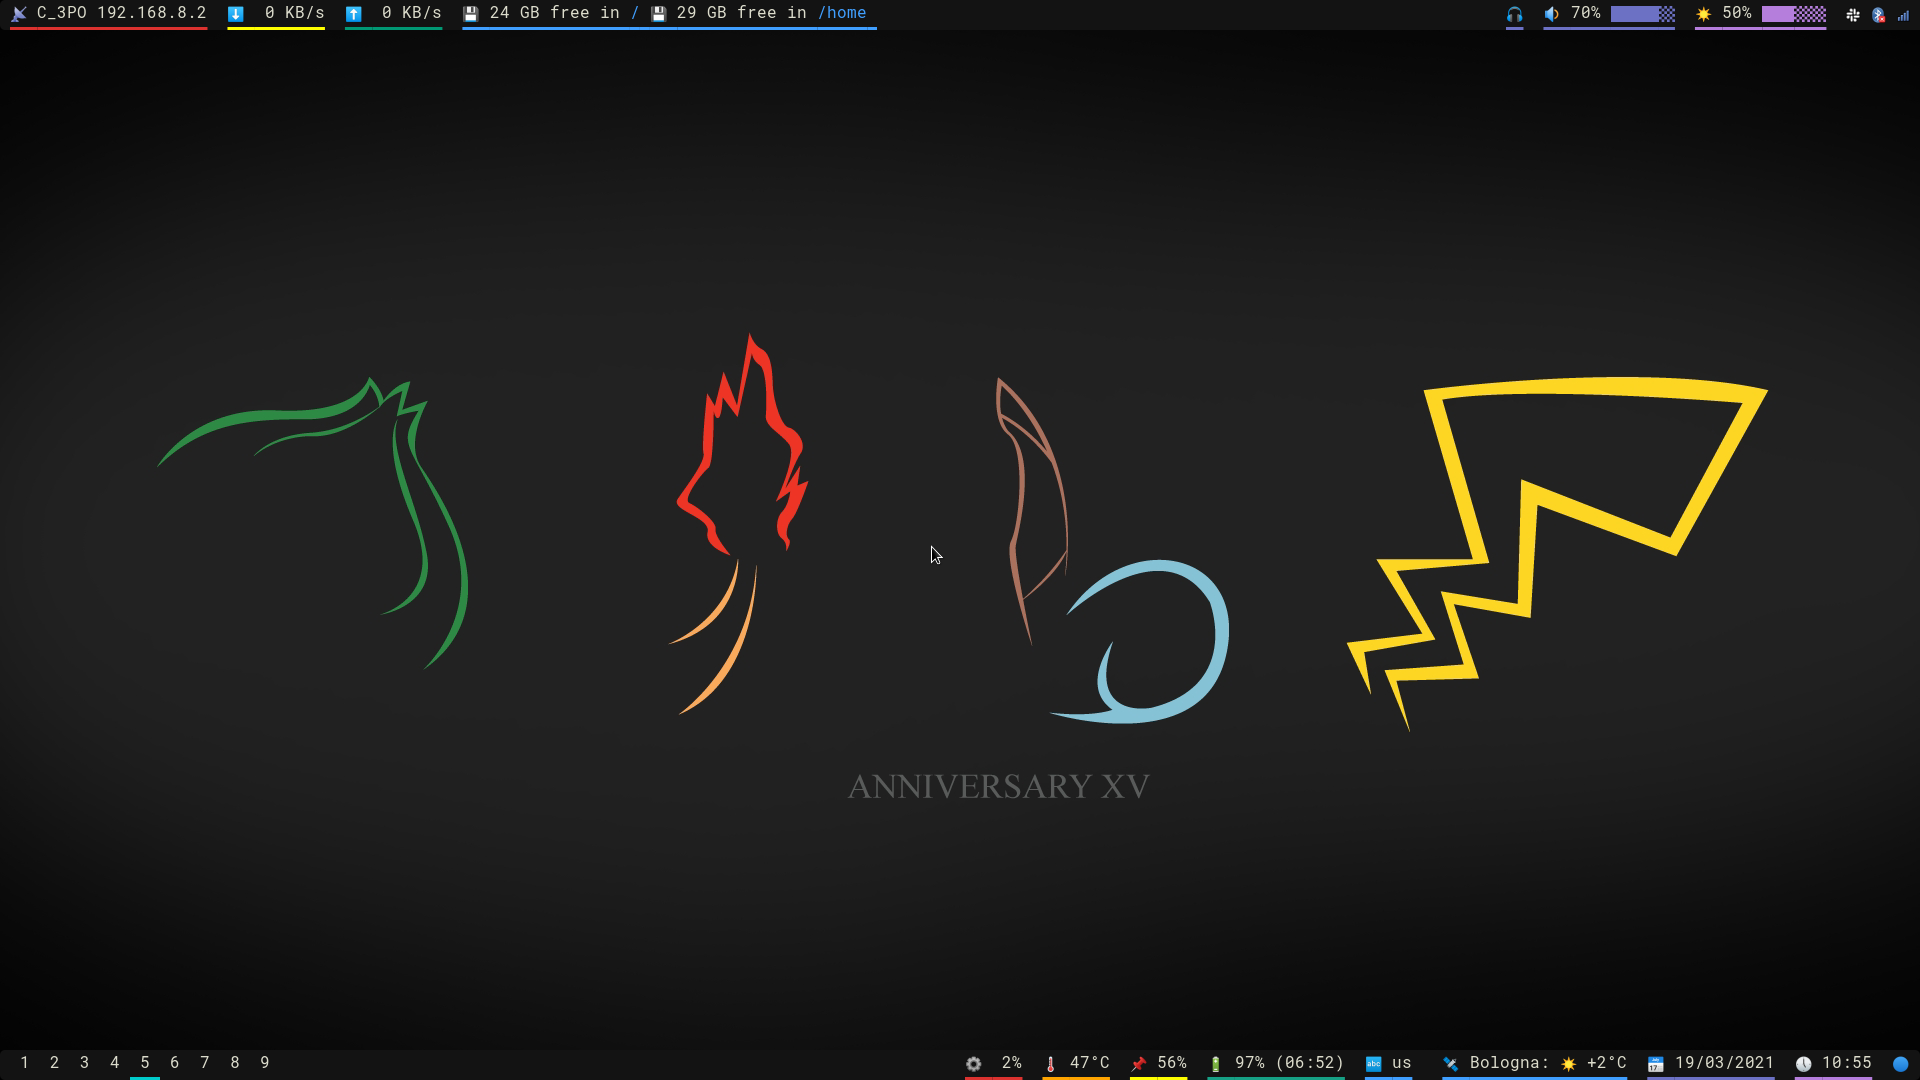 C_3PO 192.168.8.2 0 KB/s 0 KB/s 24 GB free in / 29 GB free in /home 70% 50%
ANNIVERSARY XV
1 2 3 4 5 6 7 8 9 2% 47°C 56% 97% (06:52) abc us Bologna: +2°C 17 19/03/2021 10:55